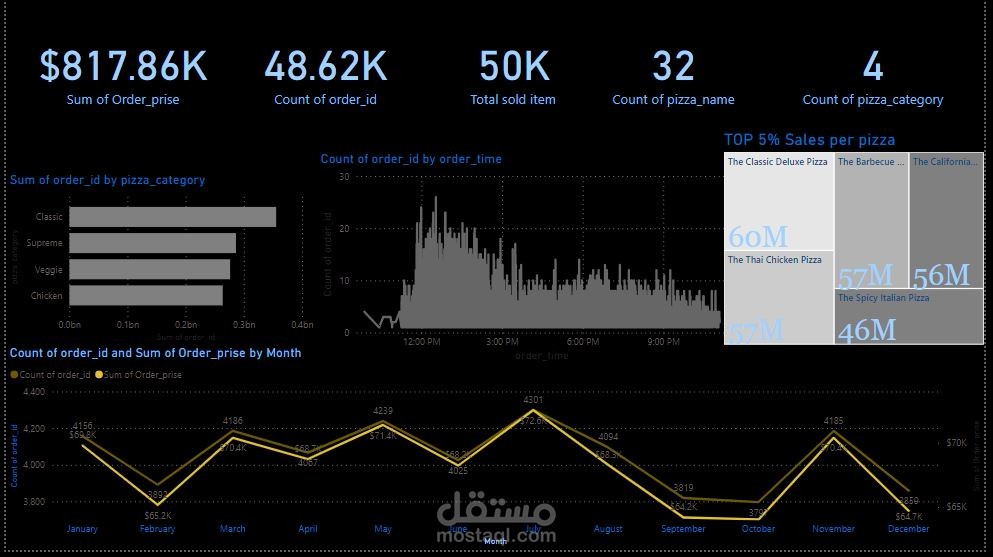 $817.86K
48.62K
50K
32
4
Sum of Order_prise
Count of order_id
Total sold item
Count of pizza_name
Count of pizza_category
TOP 5% Sales per pizza
The Classic Deluxe Pizza
60M
The Barbecue ...
57M
The California...
56M
The Thai Chicken Pizza
57M
The Spicy Italian Pizza
46M
Count of order_id by order_time
Count of order_id
30
20
10
0
12:00 PM
3:00 PM
6:00 PM
9:00 PM
order_time
Sum of order_id by pizza_category
pizza_category
Classic
Supreme
Veggie
Chicken
0.0bn
0.1bn
0.2bn
0.3bn
0.4bn
Sum of order_id
Count of order_id and Sum of Order_prise by Month
Count of order_id
Sum of Order_prise
Count of order_id
4,400
4,200
4,000
3,800
4156
$69.8K
$65.2K
4186
$70.4K
4067
4239
$71.4K
4025
4301
$72.6K
4094
$68.3K
3819
$64.2K
4185
$70.4K
$64.7K
$70K
$65K
Sum of Order_prise
January
February
March
April
May
June
July
August
September
October
November
December
Month
مستقل
mostaql.com